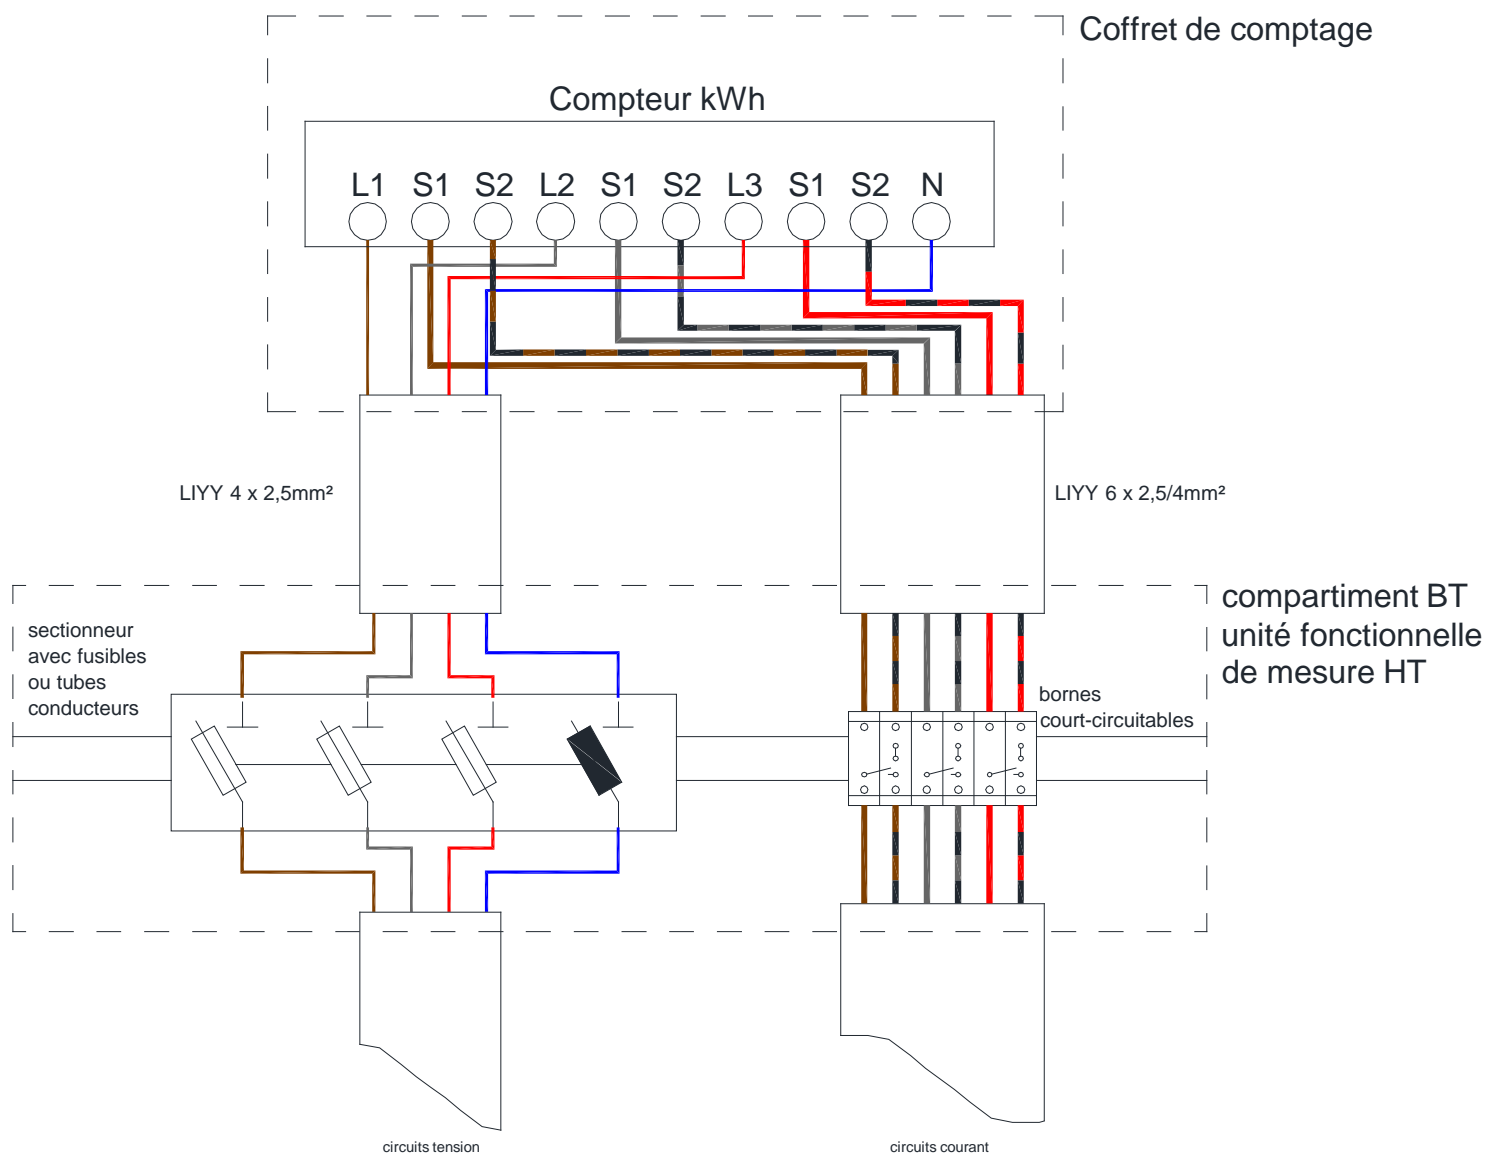 Coffret de comptage
Compteur kWh
L1 S1 S2 L2 S1 S2 L3 S1 S2 N
LIYY 4 x 2,5mm²
LIYY 6 x 2,5/4mm²
compartiment BT
unité fonctionnelle
de mesure HT
sectionneur
avec fusibles
ou tubes
conducteurs
bornes
court-circuitables
circuits tension
circuits courant